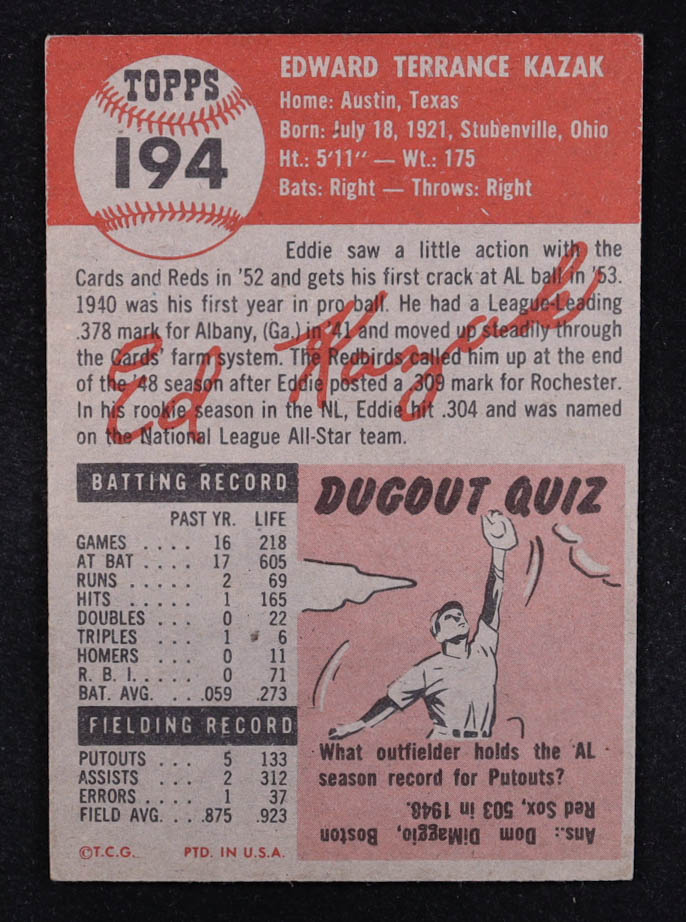 TOPPS
194
EDWARD TERRANCE KAZAK
Home: Austin, Texas
Born: July 18, 1921, Stubenville, Ohio
Ht.: 5'11" — Wt.: 175
Bats: Right — Throws: Right
Eddie saw a little action with the
Cards and Reds in '52 and gets his first crack at AL ball in '53.
1940 was his first year in pro ball. He had a League-Leading
.378 mark for Albany, (Ga.) in '41 and moved up steadily through
the Cards' farm system. The Redbirds called him up at the end
of the '48 season after Eddie posted a .309 mark for Rochester.
In his rookie season in the NL, Eddie hit .304 and was named
on the National League All-Star team.
Ed Kazak
BATTING RECORD
PAST YR. LIFE
GAMES .... 16 218
AT BAT .... 17 605
RUNS ..... 2 69
HITS ...... 1 165
DOUBLES .. 0 22
TRIPLES ... 1 6
HOMERS ... 0 11
R. B. I. .... 0 71
BAT. AVG. .. .059 .273
FIELDING RECORD
PUTOUTS ... 5 133
ASSISTS ... 2 312
ERRORS .... 1 37
FIELD AVG. .. .875 .923
©T.C.G. PTD. IN U.S.A.
DUGOUT QUIZ
What outfielder holds the AL
season record for Putouts?
Ans.: Dom DiMaggio, Boston
Red Sox, 503 in 1948.